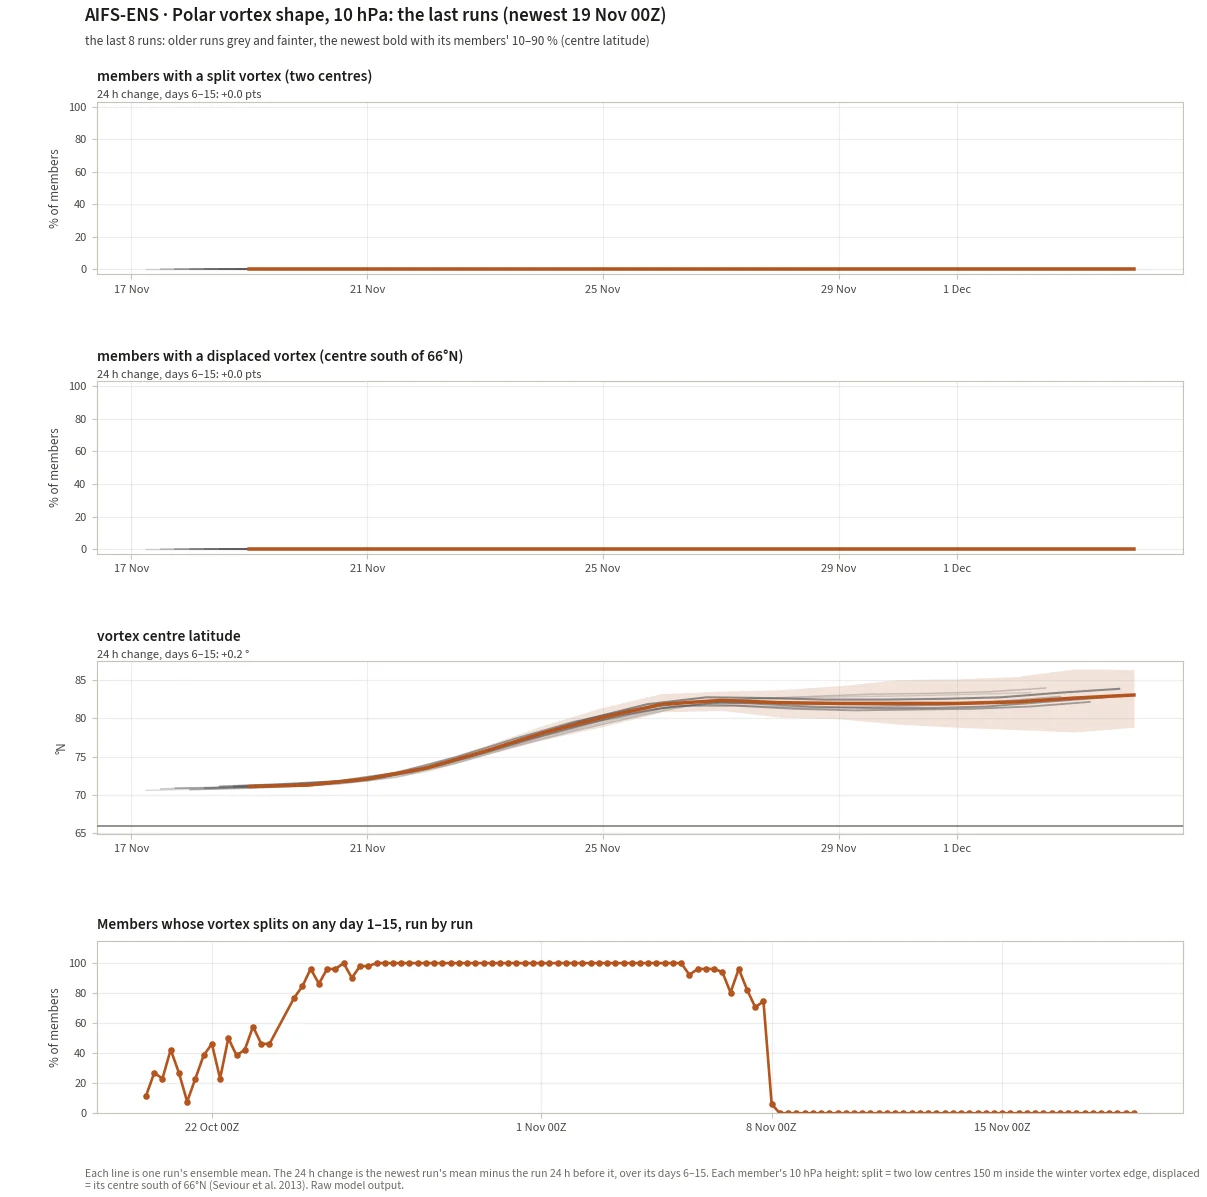 AIFS-ENS · Polar vortex shape, 10 hPa: the last runs (newest 19 Nov 00Z)
the last 8 runs: older runs grey and fainter, the newest bold with its members' 10–90 % (centre latitude)
members with a split vortex (two centres)
24 h change, days 6–15: +0.0 pts
100
80
60
40
20
0
% of members
17 Nov 21 Nov 25 Nov 29 Nov 1 Dec
members with a displaced vortex (centre south of 66°N)
24 h change, days 6–15: +0.0 pts
100
80
60
40
20
0
% of members
17 Nov 21 Nov 25 Nov 29 Nov 1 Dec
vortex centre latitude
24 h change, days 6–15: +0.2 °
85
80
75
70
65
°N
17 Nov 21 Nov 25 Nov 29 Nov 1 Dec
Members whose vortex splits on any day 1–15, run by run
100
80
60
40
20
0
% of members
22 Oct 00Z 1 Nov 00Z 8 Nov 00Z 15 Nov 00Z
Each line is one run's ensemble mean. The 24 h change is the newest run's mean minus the run 24 h before it, over its days 6–15. Each member's 10 hPa height: split = two low centres 150 m inside the winter vortex edge, displaced
= its centre south of 66°N (Seviour et al. 2013). Raw model output.